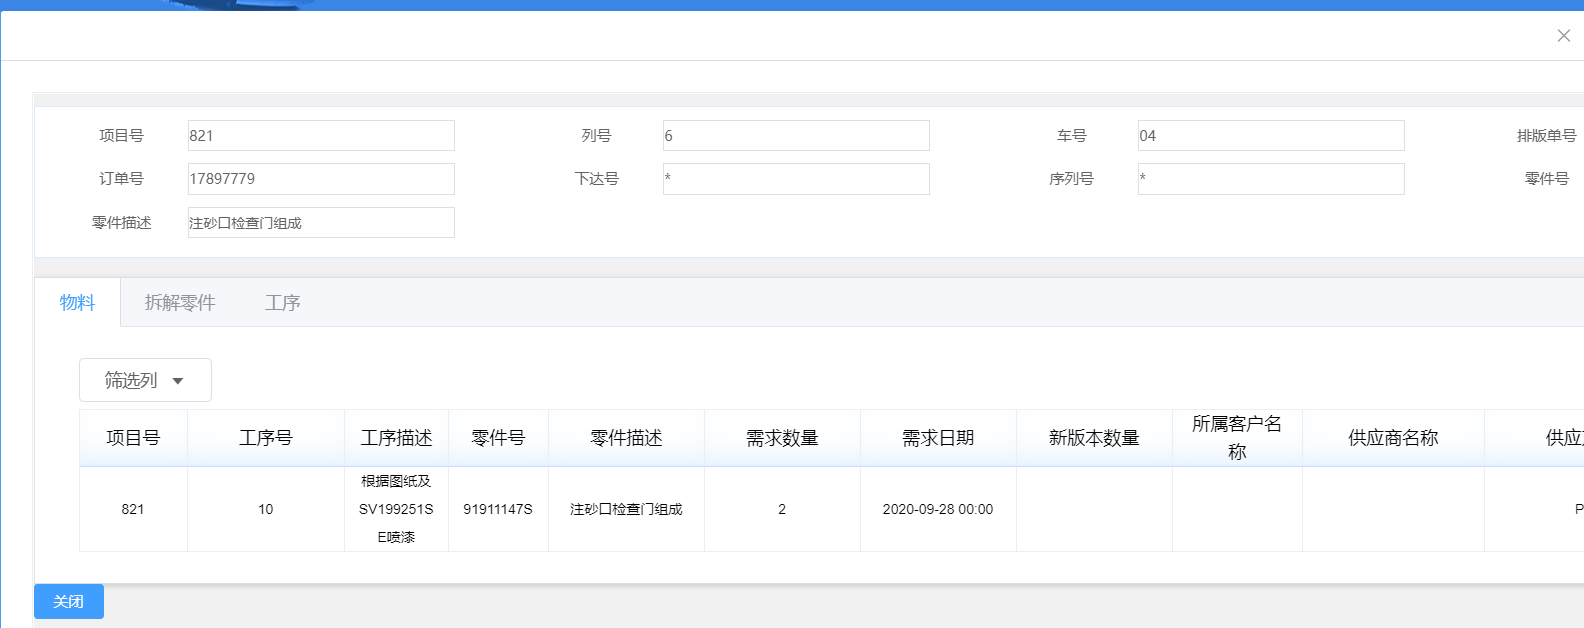 项目号 821 列号 6 车号 04 排版单号
订单号 17897779 下达号 * 序列号 * 零件号
零件描述 注砂口检查门组成
物料 拆解零件 工序
筛选列
项目号 工序号 工序描述 零件号 零件描述 需求数量 需求日期 新版本数量 所属客户名称 供应商名称 供应
821 10 根据图纸及SV199251SE喷漆 91911147S 注砂口检查门组成 2 2020-09-28 00:00 P
关闭